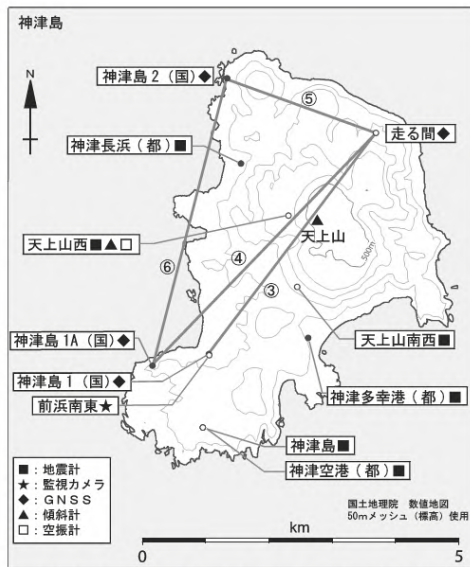 神津島
N
神津島2（国）◆
⑤
走る間◆
神津長浜（都）■
天上山西■▲□
天上山
500m
⑥
④
③
神津島1A（国）◆
天上山南西■
神津島1（国）◆
前浜南東★
神津多幸港（都）■
神津島■
神津空港（都）■
■：地震計
★：監視カメラ
◆：GNSS
▲：傾斜計
□：空振計
国土地理院 数値地図
50mメッシュ（標高）使用
km
0
5